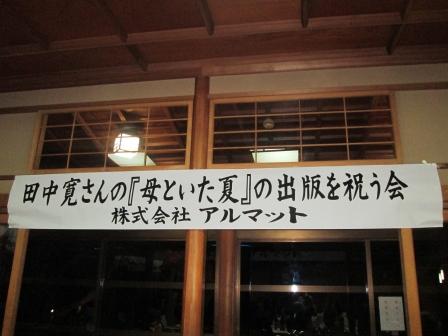 田中寛さんの『母といた夏』の出版を祝う会
株式会社 アルマット